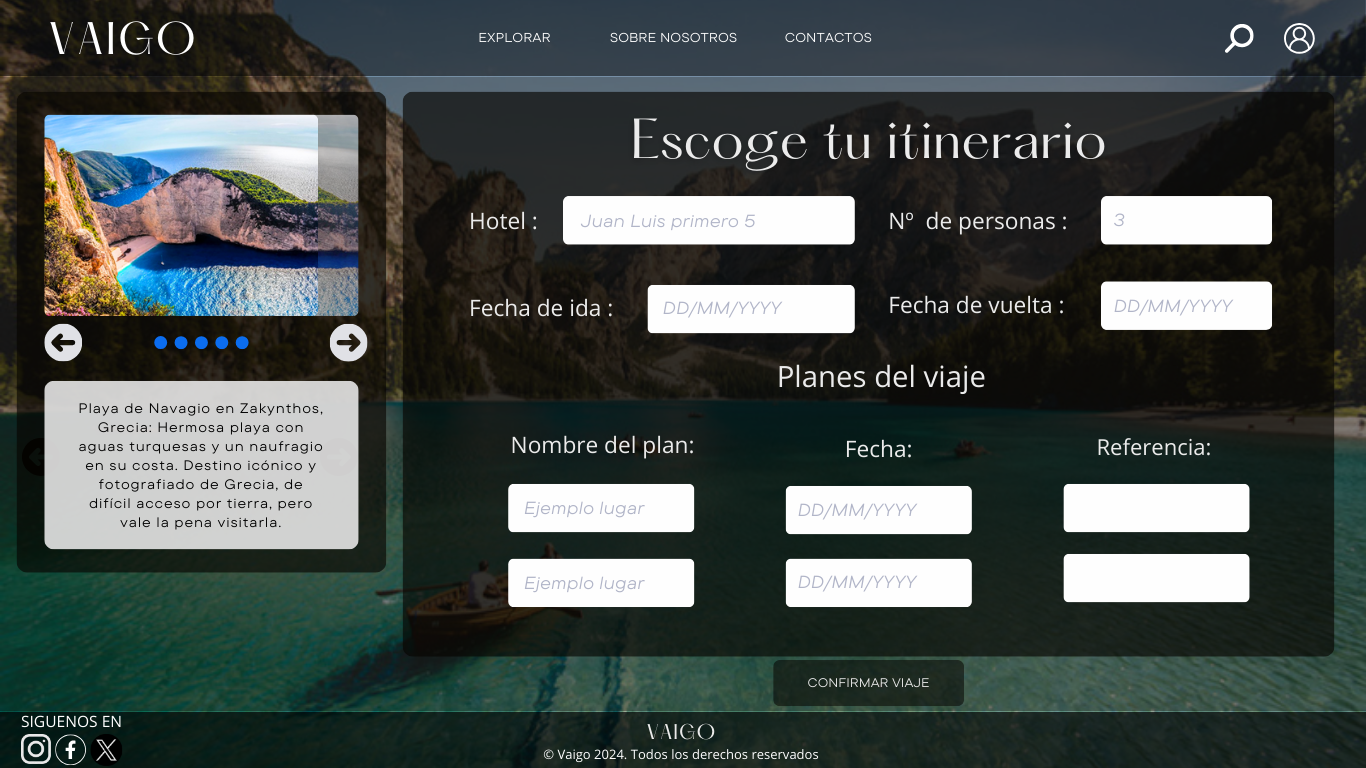 VAIGO
EXPLORAR
SOBRE NOSOTROS
CONTACTOS
Playa de Navagio en Zakynthos,
Grecia: Hermosa playa con
aguas turquesas y un naufragio
en su costa. Destino icónico y
fotografiado de Grecia, de
difícil acceso por tierra, pero
vale la pena visitarla.
Escoge tu itinerario
Hotel : Juan Luis primero 5
Nº de personas : 3
Fecha de ida : DD/MM/YYYY
Fecha de vuelta : DD/MM/YYYY
Planes del viaje
Nombre del plan:
Fecha:
Referencia:
Ejemplo lugar
DD/MM/YYYY
Ejemplo lugar
DD/MM/YYYY
CONFIRMAR VIAJE
SIGUENOS EN
VAIGO
© Vaigo 2024. Todos los derechos reservados